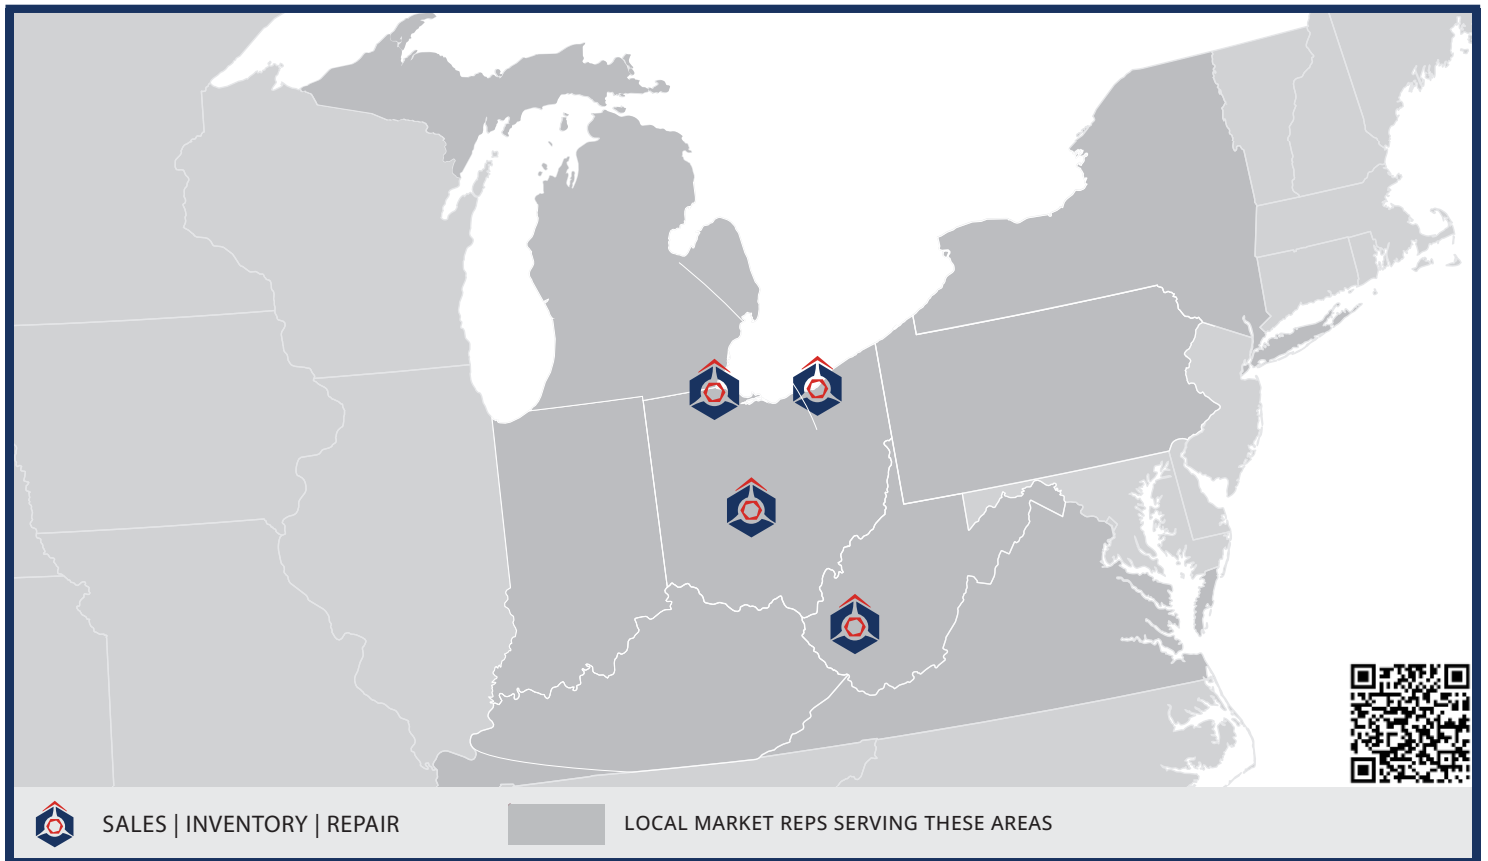 SALES | INVENTORY | REPAIR
LOCAL MARKET REPS SERVING THESE AREAS